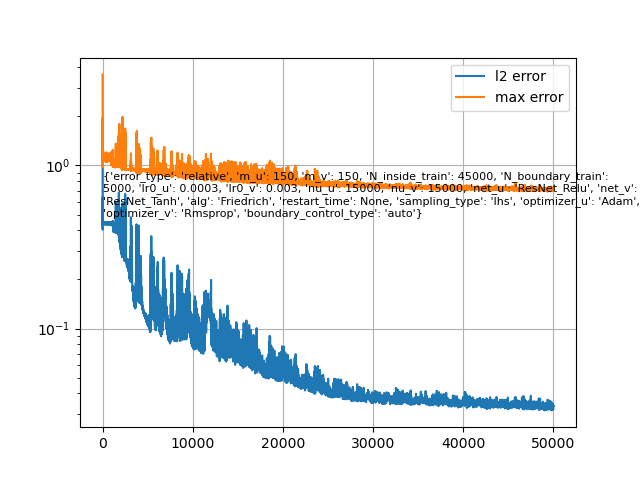 l2 error
max error
10⁰
{'error_type': 'relative', 'm_u': 150, 'm_v': 150, 'N_inside_train': 45000, 'N_boundary_train':
5000, 'lr0_u': 0.0003, 'lr0_v': 0.003, 'nu_u': 15000, 'nu_v': 15000, 'net_u': 'ResNet_Relu', 'net_v':
'ResNet_Tanh', 'alg': 'Friedrich', 'restart_time': None, 'sampling_type': 'lhs', 'optimizer_u': 'Adam',
'optimizer_v': 'Rmsprop', 'boundary_control_type': 'auto'}
10⁻¹
0 10000 20000 30000 40000 50000